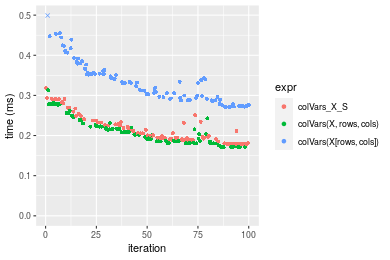 0.5
0.4
0.3
0.2
0.1
0.0
time (ms)
0
25
50
75
100
iteration
expr
colVars_X_S
colVars(X, rows, cols)
colVars(X[rows, cols])